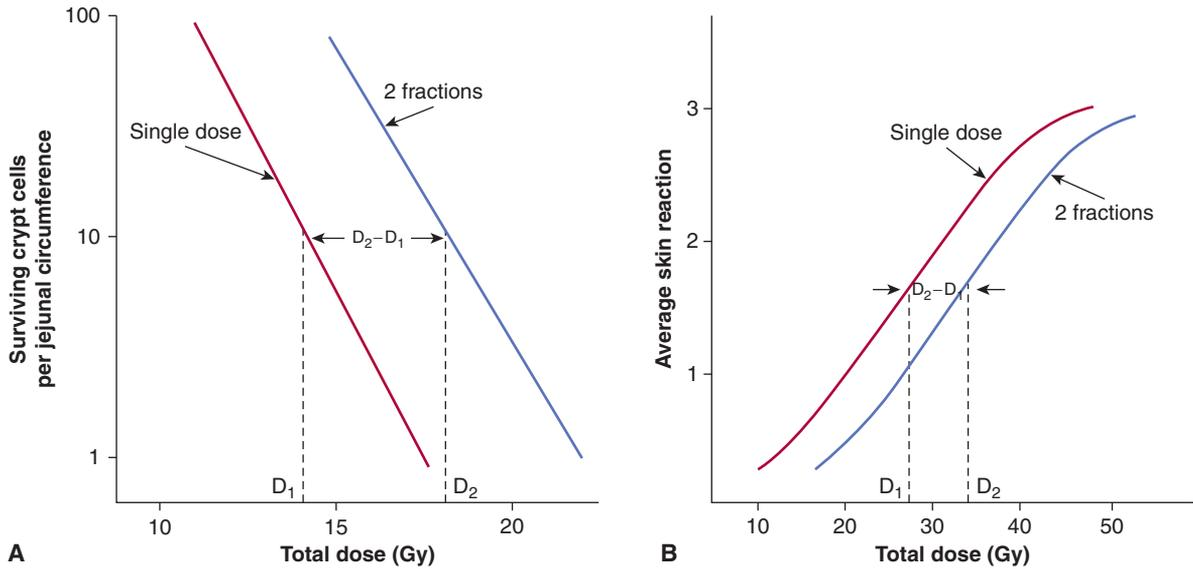 100
10
1
Surviving crypt cells
per jejunal circumference
Single dose
2 fractions
D₂–D₁
D₁
D₂
10
15
20
Total dose (Gy)
A
3
2
1
Average skin reaction
Single dose
2 fractions
D₂–D₁
D₁
D₂
10
20
30
40
50
Total dose (Gy)
B